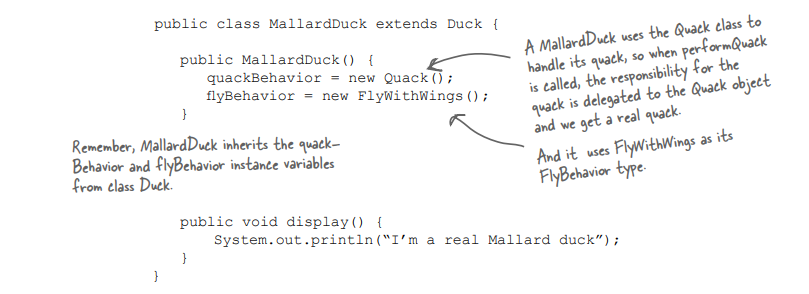 public class MallardDuck extends Duck {
public MallardDuck() {
quackBehavior = new Quack();
flyBehavior = new FlyWithWings();
}
A MallardDuck uses the Quack class to
handle its quack, so when performQuack
is called, the responsibility for the
quack is delegated to the Quack object
and we get a real quack.
And it uses FlyWithWings as its
FlyBehavior type.
Remember, MallardDuck inherits the quack-
Behavior and flyBehavior instance variables
from class Duck.
public void display() {
System.out.println(“I’m a real Mallard duck”);
}
}